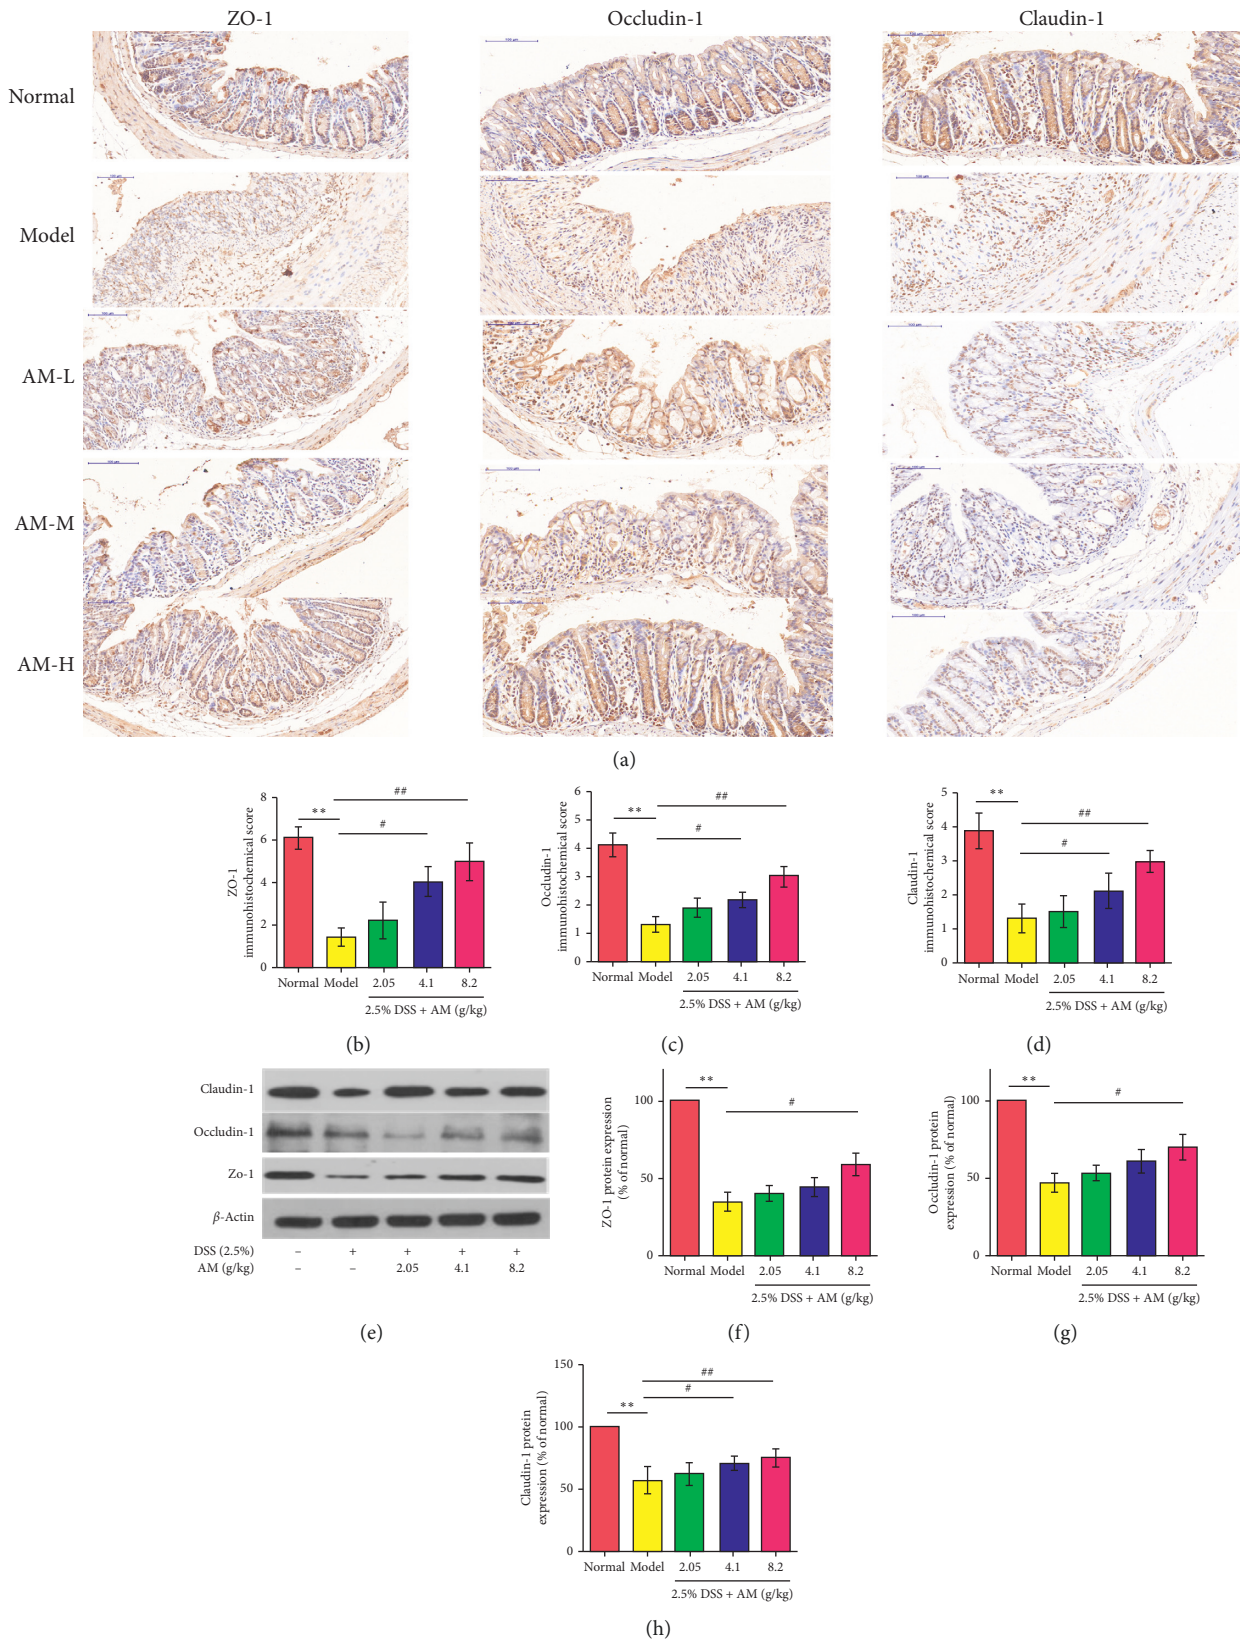 ZO-1 Occludin-1 Claudin-1
Normal
Model
AM-L
AM-M
AM-H
(a)
ZO-1
immunohistochemical score
8
6
4
2
0
**
#
##
Normal Model 2.05 4.1 8.2
2.5% DSS + AM (g/kg)
(b)
Occludin-1
immunohistochemical score
6
5
4
3
2
1
0
**
#
##
Normal Model 2.05 4.1 8.2
2.5% DSS + AM (g/kg)
(c)
Claudin-1
immunohistochemical score
5
4
3
2
1
0
**
#
##
Normal Model 2.05 4.1 8.2
2.5% DSS + AM (g/kg)
(d)
Claudin-1
Occludin-1
Zo-1
β-Actin
DSS (2.5%) – + + + +
AM (g/kg) – – 2.05 4.1 8.2
(e)
ZO-1 protein expression
(% of normal)
100
50
0
**
#
Normal Model 2.05 4.1 8.2
2.5% DSS + AM (g/kg)
(f)
Occludin-1 protein
expression (% of normal)
100
50
0
**
#
Normal Model 2.05 4.1 8.2
2.5% DSS + AM (g/kg)
(g)
Claudin-1 protein
expression (% of normal)
150
100
50
0
**
#
##
Normal Model 2.05 4.1 8.2
2.5% DSS + AM (g/kg)
(h)